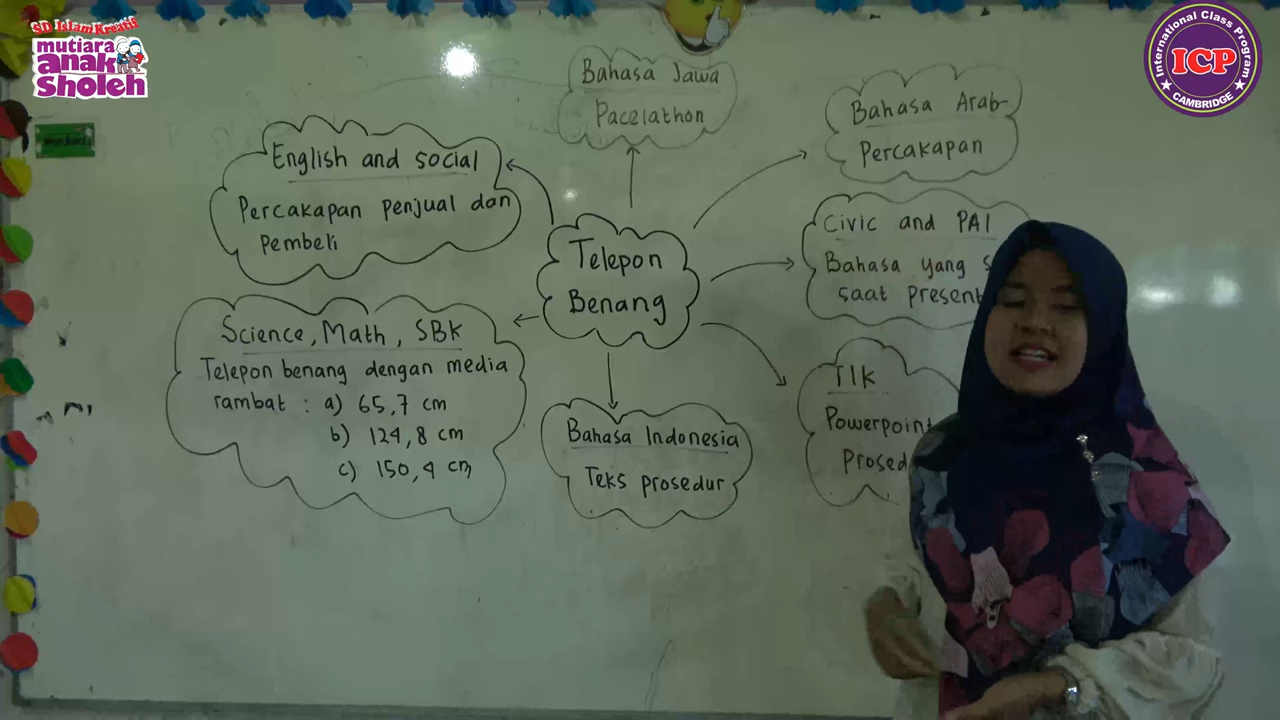 SD Islam Kreatif
mutiara
anak
sholeh
International Class Program
ICP
CAMBRIDGE
Bahasa Jawa
Pacelathon
Bahasa Arab
Percakapan
English and social
Percakapan penjual dan
pembeli
Telepon
Benang
Civic and PAI
Bahasa yang
saat
Science, Math, SBK
Telepon benang dengan media
rambat : a) 65,7 cm
b) 124,8 cm
c) 150,4 cm
Bahasa Indonesia
Teks prosedur
TIK
Powerpoint